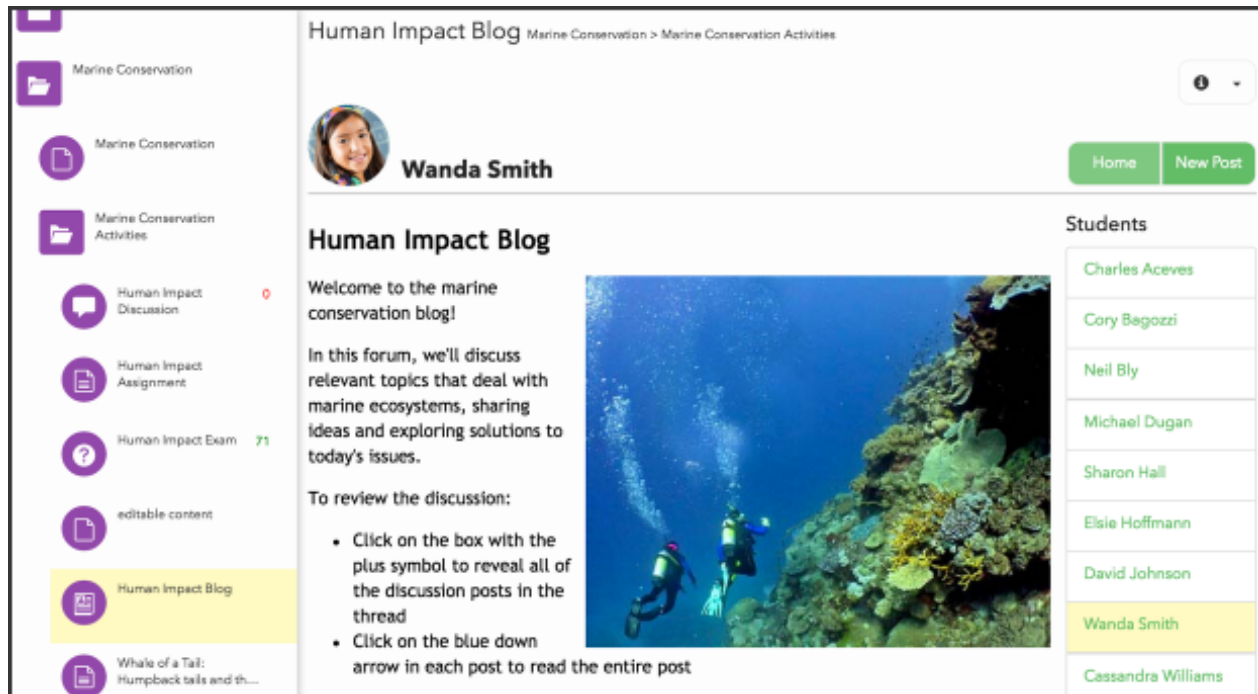 Human Impact Blog Marine Conservation > Marine Conservation Activities
Marine Conservation
Marine Conservation
Marine Conservation
Activities
Human Impact
Discussion
0
Human Impact
Assignment
Human Impact Exam 71
editable content
Human Impact Blog
Whale of a Tail:
Humpback tails and th...
Wanda Smith
Home
New Post
Human Impact Blog
Welcome to the marine
conservation blog!
In this forum, we'll discuss
relevant topics that deal with
marine ecosystems, sharing
ideas and exploring solutions to
today's issues.
To review the discussion:
• Click on the box with the
plus symbol to reveal all of
the discussion posts in the
thread
• Click on the blue down
arrow in each post to read the entire post
Students
Charles Aceves
Cory Bagozzi
Neil Bly
Michael Dugan
Sharon Hall
Elsie Hoffmann
David Johnson
Wanda Smith
Cassandra Williams